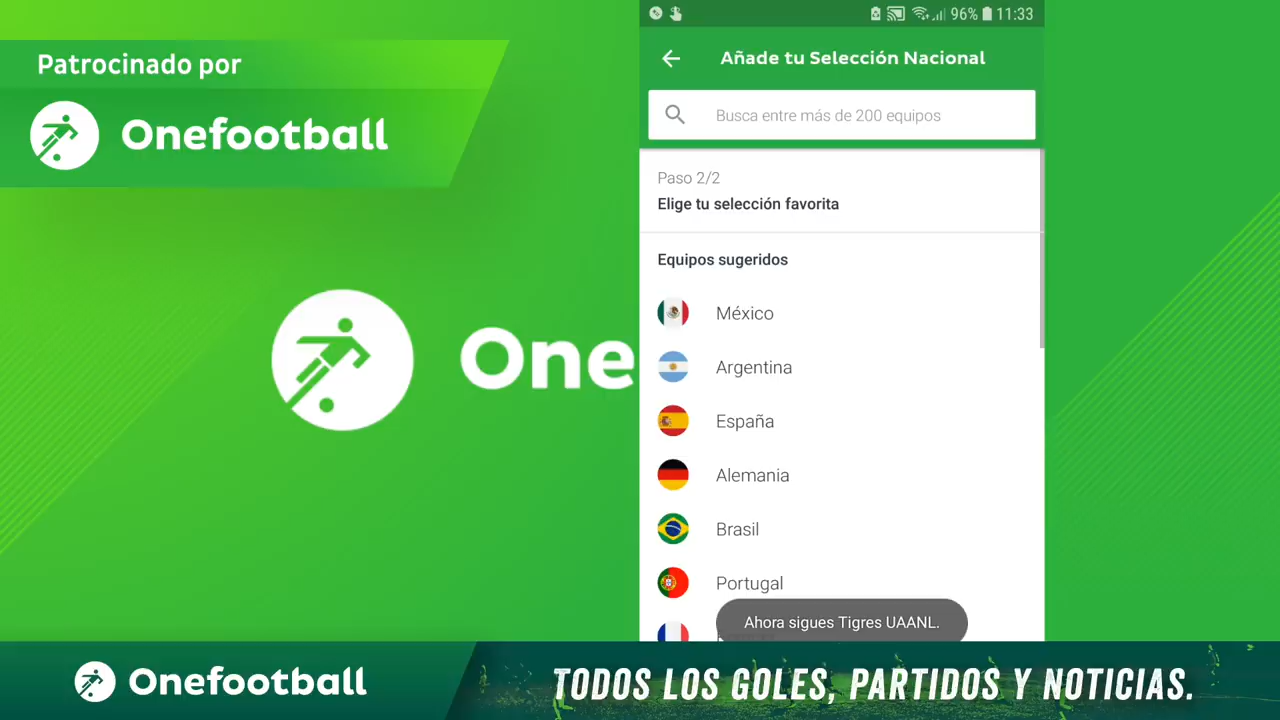 Patrocinado por
Onefootball
One
96% 11:33
Añade tu Selección Nacional
Busca entre más de 200 equipos
Paso 2/2
Elige tu selección favorita
Equipos sugeridos
México
Argentina
España
Alemania
Brasil
Portugal
Ahora sigues Tigres UAANL.
Onefootball
TODOS LOS GOLES, PARTIDOS Y NOTICIAS.